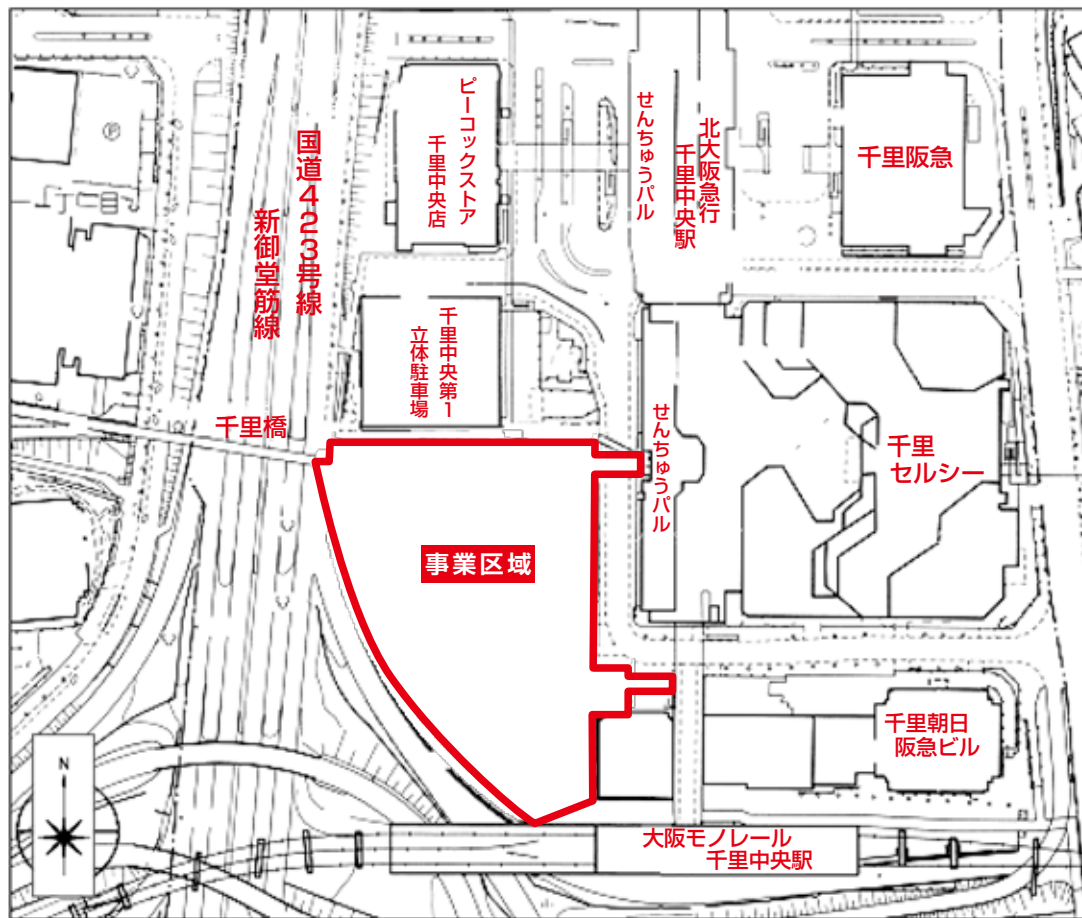 国道423号線
新御堂筋線
ピーコックストア
千里中央店
せんちゅうパル
北大阪急行
千里中央駅
千里阪急
千里中央第1
立体駐車場
千里橋
せんちゅうパル
千里
セルシー
事業区域
千里朝日
阪急ビル
大阪モノレール
千里中央駅
N
P